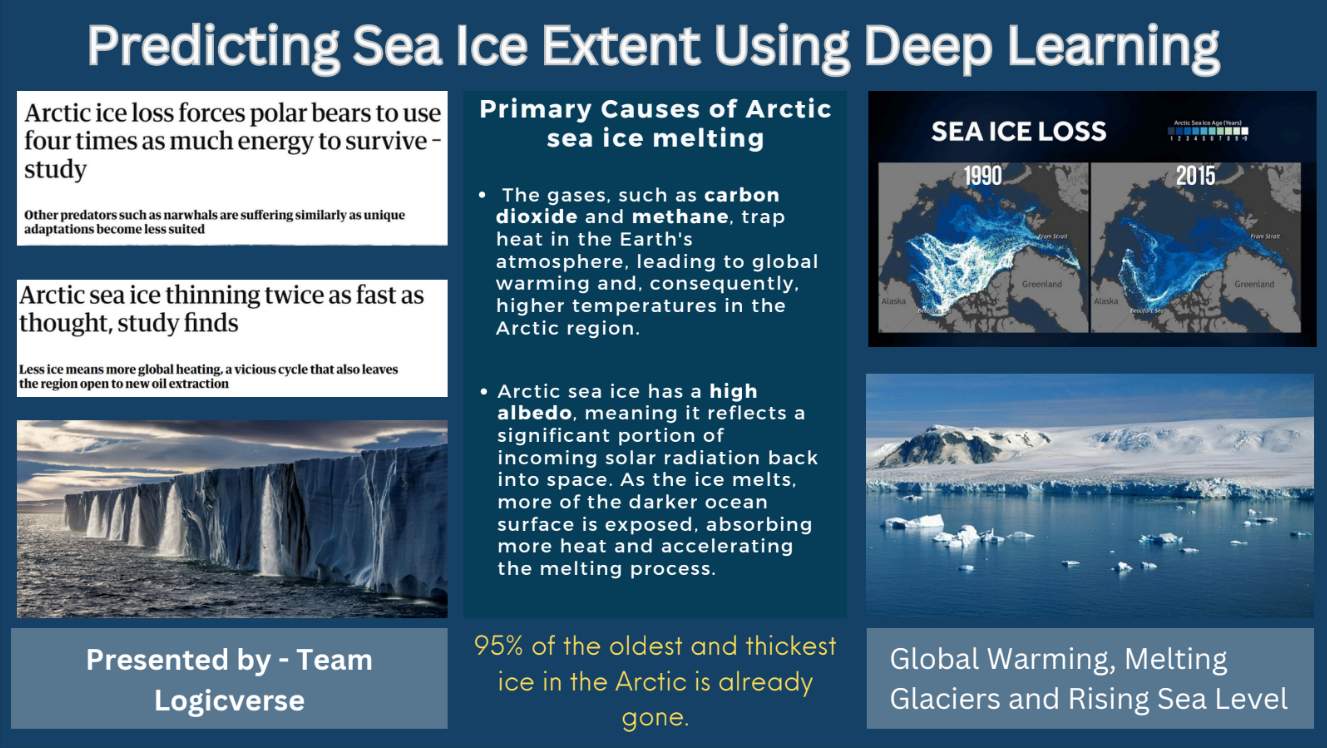 Predicting Sea Ice Extent Using Deep Learning
Arctic ice loss forces polar bears to use
four times as much energy to survive –
study
Other predators such as narwhals are suffering similarly as unique
adaptations become less suited
Arctic sea ice thinning twice as fast as
thought, study finds
Less ice means more global heating, a vicious cycle that also leaves
the region open to new oil extraction
Presented by - Team
Logicverse
Primary Causes of Arctic
sea ice melting
• The gases, such as carbon
dioxide and methane, trap
heat in the Earth's
atmosphere, leading to global
warming and, consequently,
higher temperatures in the
Arctic region.
• Arctic sea ice has a high
albedo, meaning it reflects a
significant portion of
incoming solar radiation back
into space. As the ice melts,
more of the darker ocean
surface is exposed, absorbing
more heat and accelerating
the melting process.
95% of the oldest and thickest
ice in the Arctic is already
gone.
SEA ICE LOSS
Arctic Sea Ice Age (Years)
1 2 3 4 5 6 7 8 9
1990
Fram Strait
Greenland
Alaska
Beaufort Sea
2015
Fram Strait
Greenland
Alaska
Beaufort Sea
Global Warming, Melting
Glaciers and Rising Sea Level